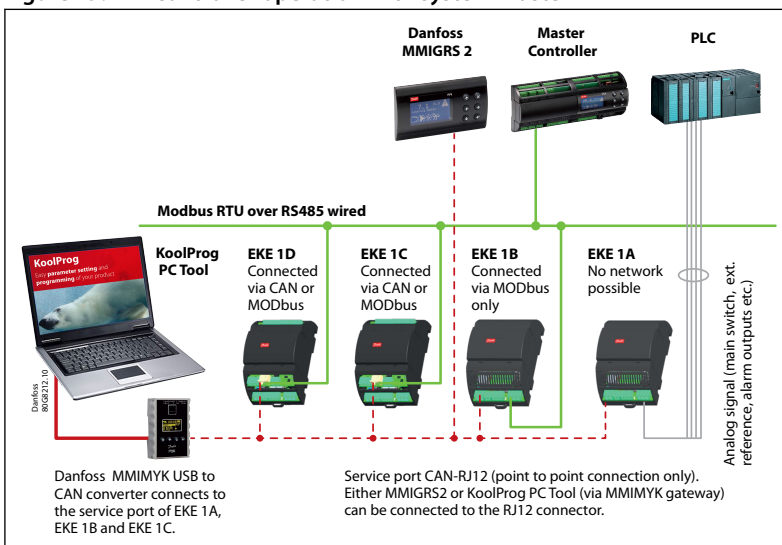 Danfoss
MMIGRS 2
Master
Controller
PLC
Modbus RTU over RS485 wired
KoolProg
Easy parameter setting and
programming of your product
KoolProg
PC Tool
EKE 1D
Connected
via CAN or
MODbus
EKE 1C
Connected
via CAN or
MODbus
EKE 1B
Connected
via MODbus
only
EKE 1A
No network
possible
Analog signal (main switch, ext.
reference, alarm outputs etc.)
Danfoss
80G8212.10
Danfoss MMIMYK USB to
CAN converter connects to
the service port of EKE 1A,
EKE 1B and EKE 1C.
Service port CAN-RJ12 (point to point connection only).
Either MMIGRS2 or KoolProg PC Tool (via MMIMYK gateway)
can be connected to the RJ12 connector.